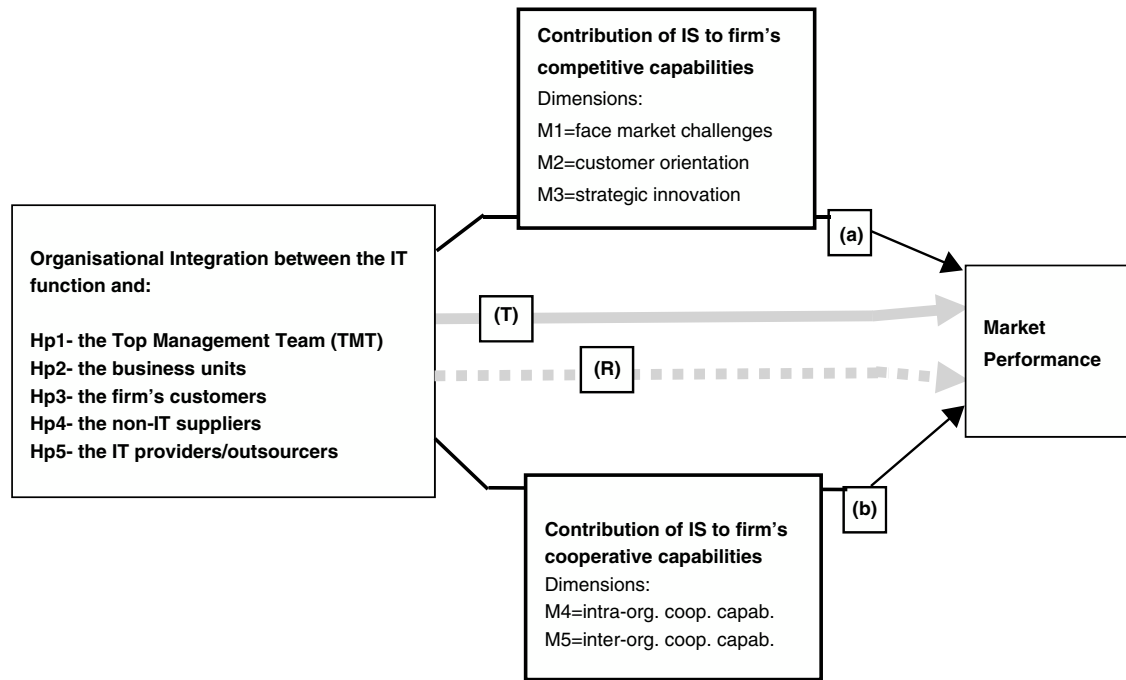 Contribution of IS to firm's
competitive capabilities
Dimensions:
M1=face market challenges
M2=customer orientation
M3=strategic innovation
(a)
Organisational Integration between the IT
function and:
Hp1- the Top Management Team (TMT)
Hp2- the business units
Hp3- the firm's customers
Hp4- the non-IT suppliers
Hp5- the IT providers/outsourcers
(T)
(R)
Market
Performance
(b)
Contribution of IS to firm's
cooperative capabilities
Dimensions:
M4=intra-org. coop. capab.
M5=inter-org. coop. capab.